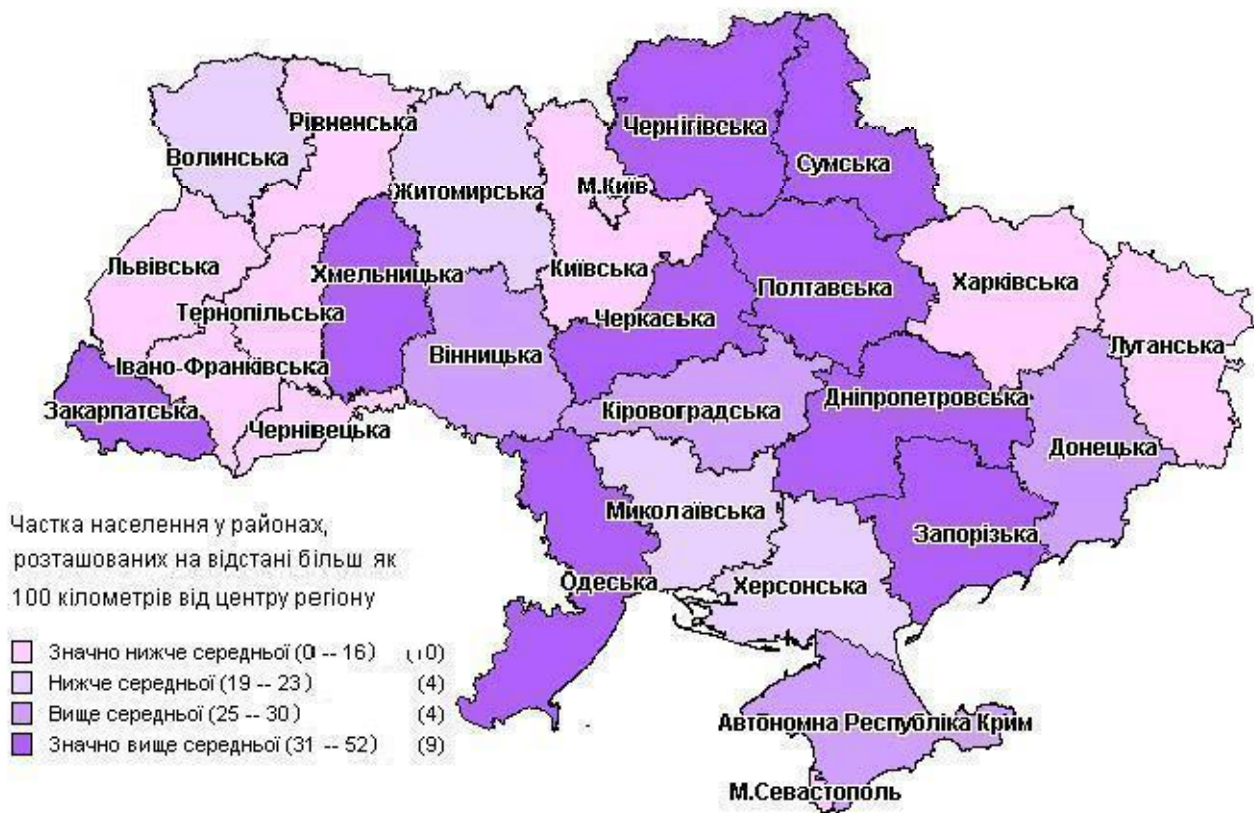 Чернігівська
Сумська
Рівненська
Волинська
Житомирська
М.Київ
Львівська
Хмельницька
Київська
Полтавська
Харківська
Тернопільська
Черкаська
Луганська
Івано-Франківська
Вінницька
Закарпатська
Чернівецька
Кіровоградська
Дніпропетровська
Донецька
Миколаївська
Запорізька
Одеська
Херсонська
Автономна Республіка Крим
М.Севастополь
Частка населення у районах,
розташованих на відстані більш як
100 кілометрів від центру регіону
Значно нижче середньої (0 -- 16) (10)
Нижче середньої (19 -- 23) (4)
Вище середньої (25 -- 30) (4)
Значно вище середньої (31 -- 52) (9)